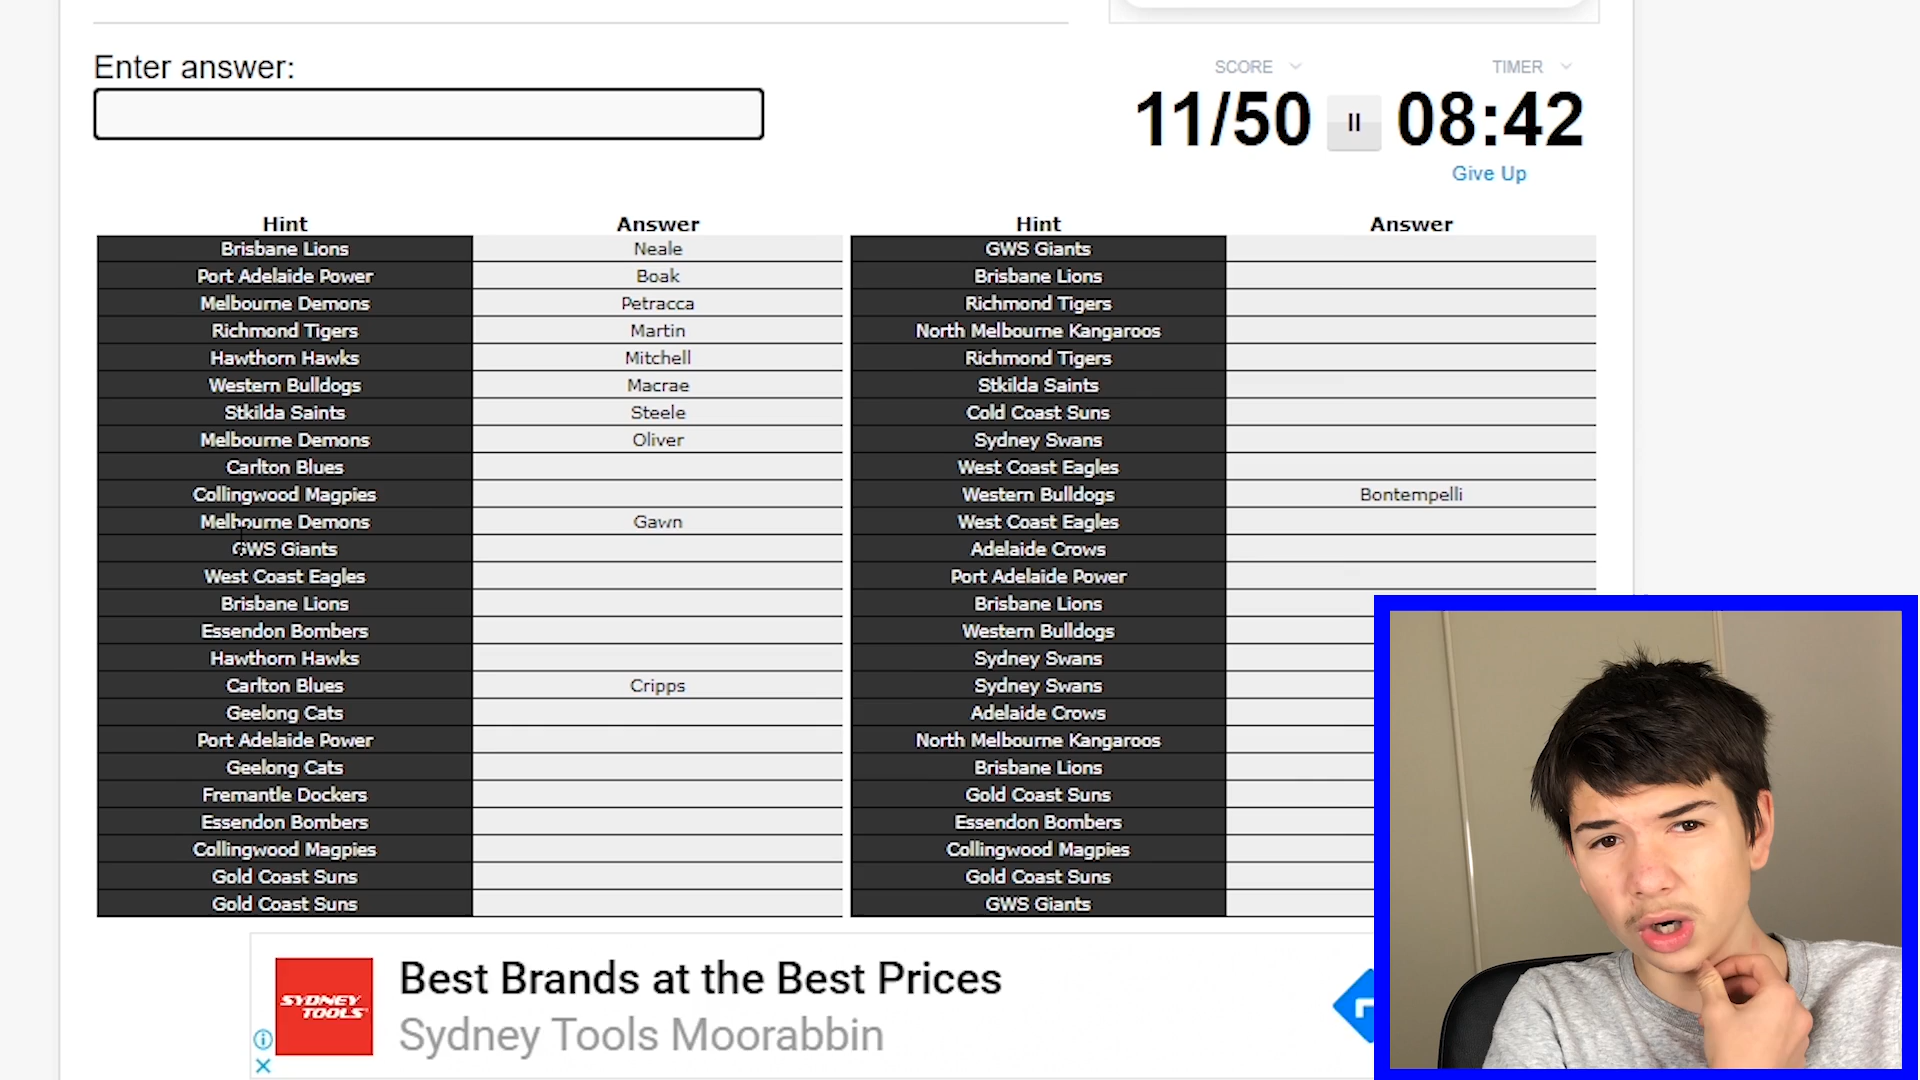 Enter answer:
SCORE
TIMER
11/50
08:42
Give Up
Hint Answer Hint Answer
Brisbane Lions Neale GWS Giants
Port Adelaide Power Boak Brisbane Lions
Melbourne Demons Petracca Richmond Tigers
Richmond Tigers Martin North Melbourne Kangaroos
Hawthorn Hawks Mitchell Richmond Tigers
Western Bulldogs Macrae Stkilda Saints
Stkilda Saints Steele Cold Coast Suns
Melbourne Demons Oliver Sydney Swans
Carlton Blues West Coast Eagles
Collingwood Magpies Western Bulldogs Bontempelli
Melbourne Demons Gawn West Coast Eagles
GWS Giants Adelaide Crows
West Coast Eagles Port Adelaide Power
Brisbane Lions Brisbane Lions
Essendon Bombers Western Bulldogs
Hawthorn Hawks Sydney Swans
Carlton Blues Cripps Sydney Swans
Geelong Cats Adelaide Crows
Port Adelaide Power North Melbourne Kangaroos
Geelong Cats Brisbane Lions
Fremantle Dockers Gold Coast Suns
Essendon Bombers Essendon Bombers
Collingwood Magpies Collingwood Magpies
Gold Coast Suns Gold Coast Suns
Gold Coast Suns GWS Giants
SYDNEY
TOOLS
Best Brands at the Best Prices
Sydney Tools Moorabbin